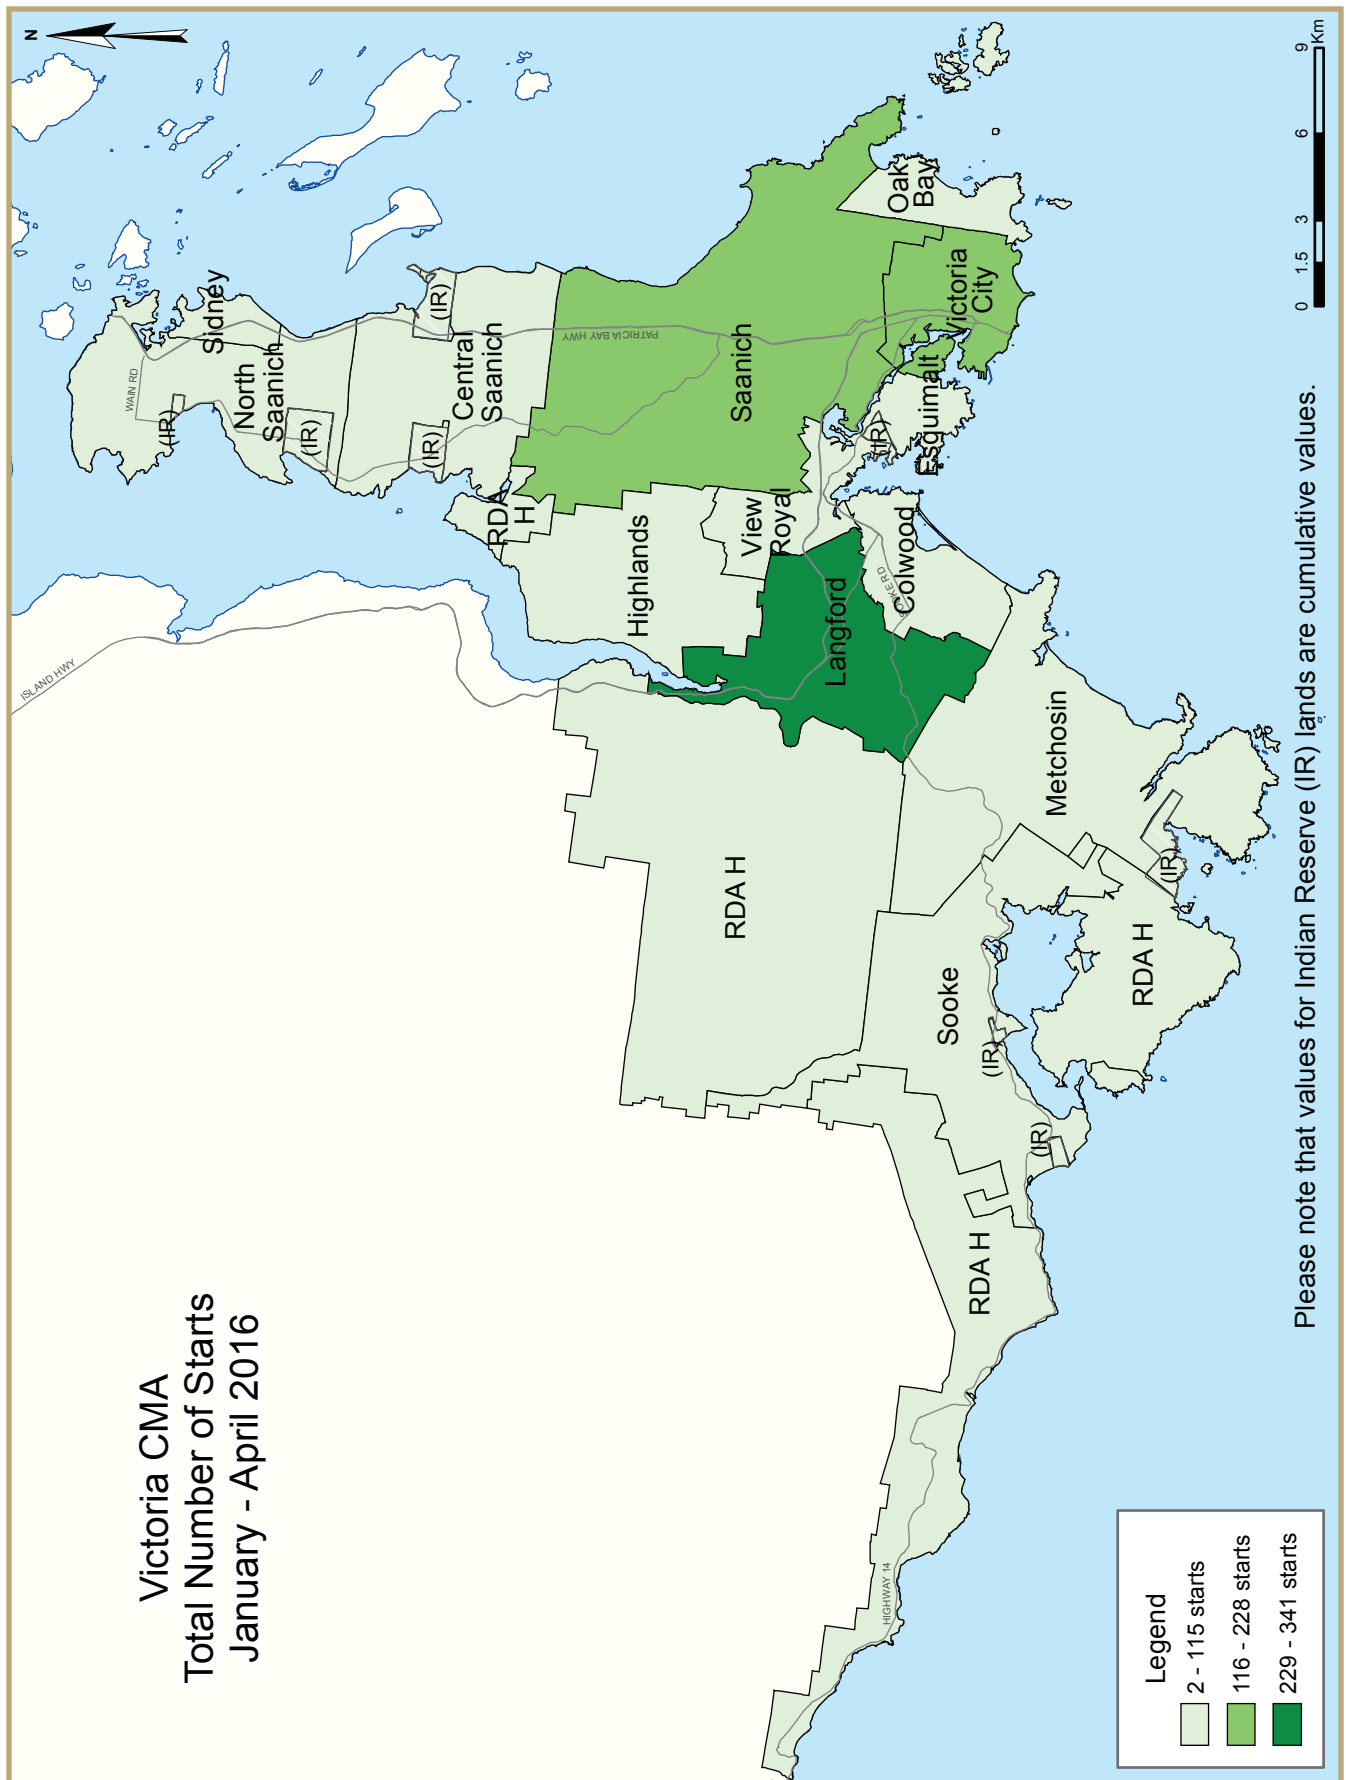 Victoria CMA
Total Number of Starts
January - April 2016
N
ISLAND HWY
WAIN RD
(IR)
North
Saanich
Sidney
(IR)
(IR)
(IR)
Central
Saanich
PATRICIA BAY HWY
RDA
H
Highlands
Saanich
View
Royal
Langford
SOOKE RD
Colwood
(IR)
Esquimalt
Victoria
City
Oak
Bay
RDA H
Metchosin
Sooke
(IR)
(IR)
(IR)
RDA H
RDA H
HIGHWAY 14
Legend
2 - 115 starts
116 - 228 starts
229 - 341 starts
0 1.5 3 6 9
Km
Please note that values for Indian Reserve (IR) lands are cumulative values.